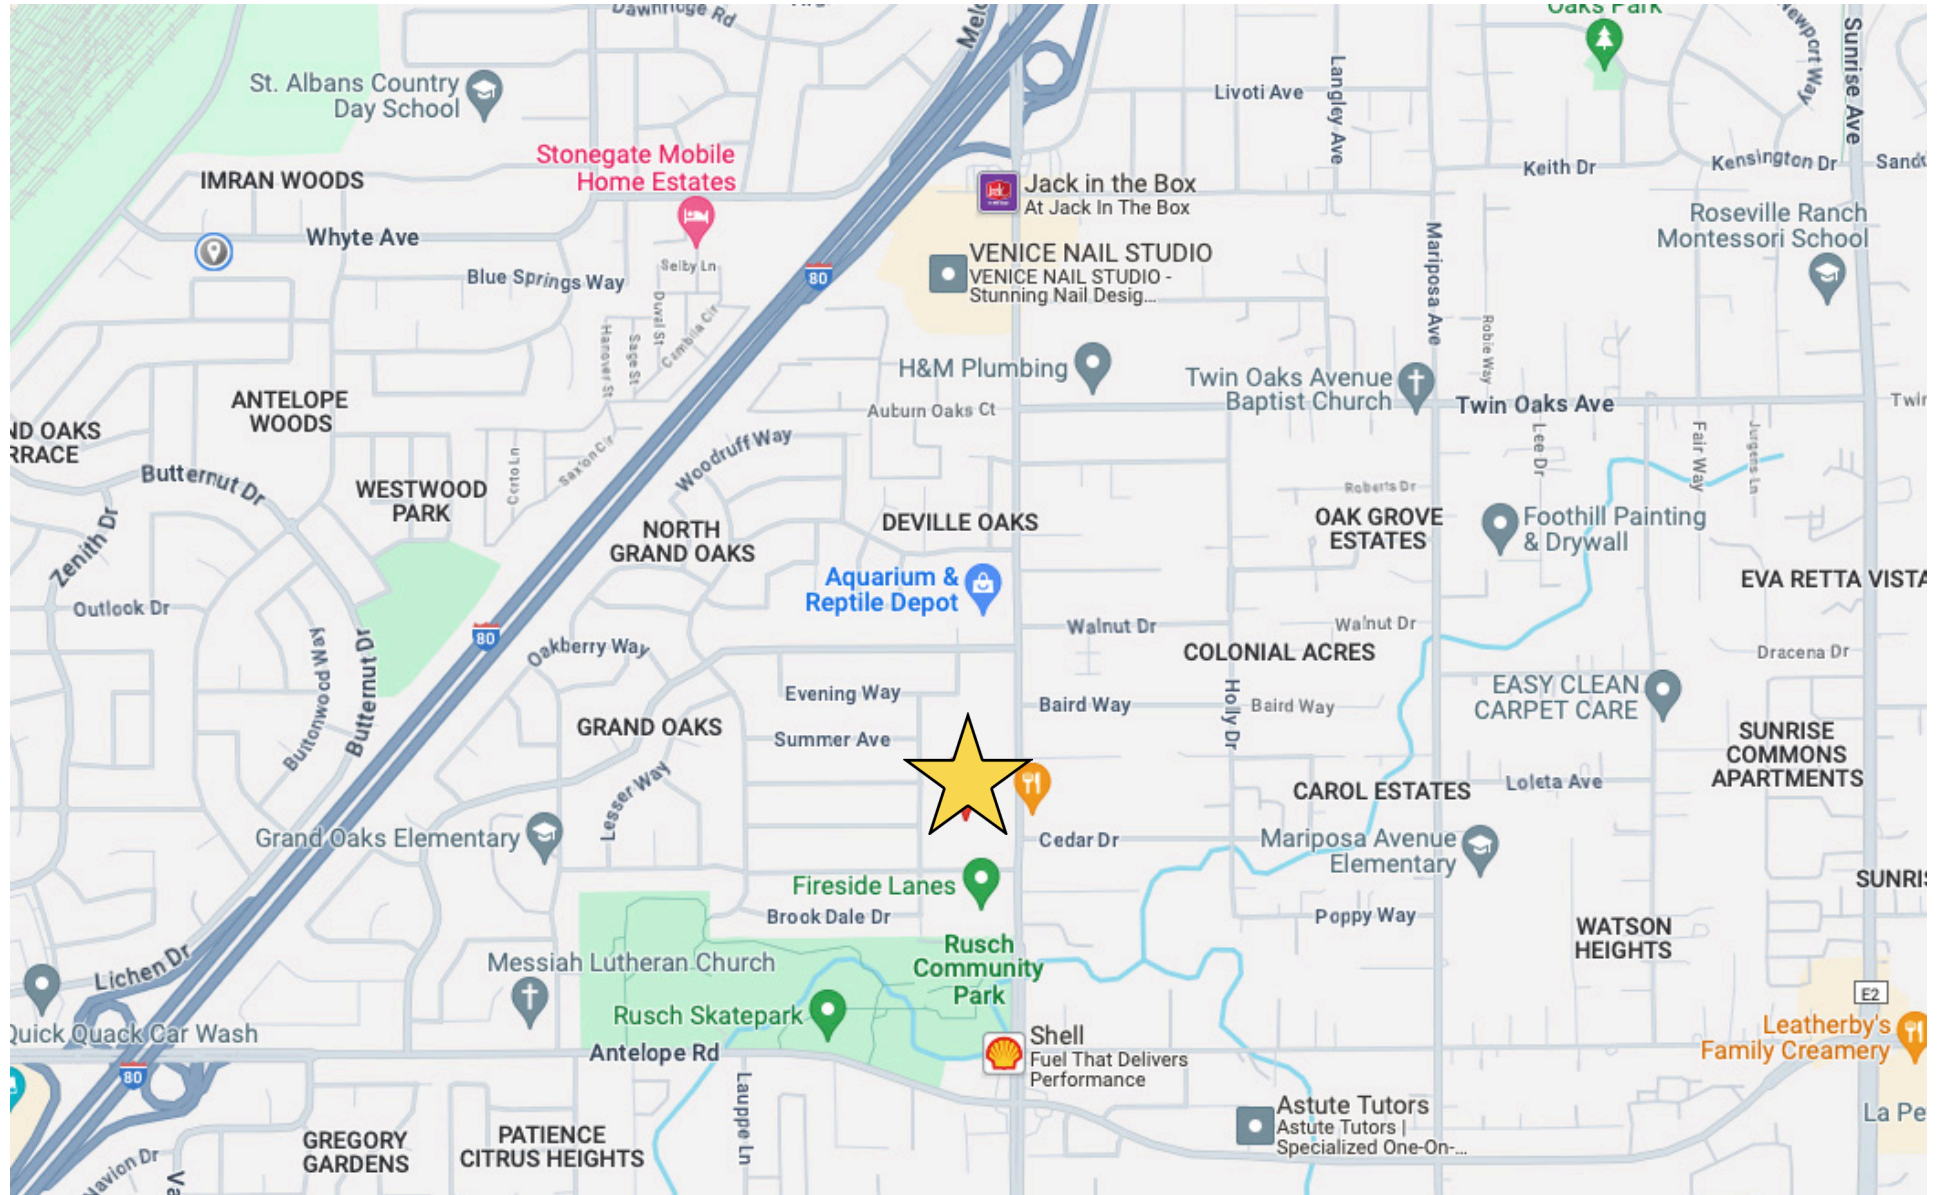 Dawnridge Rd
Oaks Park
Newport Way
Sunrise Ave
St. Albans Country
Day School
Livoti Ave
Langley Ave
Stonegate Mobile
Home Estates
Keith Dr
Kensington Dr
IMRAN WOODS
Jack in the Box
At Jack In The Box
Roseville Ranch
Montessori School
Whyte Ave
Mariposa Ave
VENICE NAIL STUDIO
VENICE NAIL STUDIO -
Stunning Nail Desig...
Selby Ln
80
Blue Springs Way
Duval St
Cambila Cir
Sage St
Hanover St
Robie Way
H&M Plumbing
Twin Oaks Avenue
Baptist Church
ANTELOPE
WOODS
Auburn Oaks Ct
Twin Oaks Ave
Twin
ND OAKS
RRACE
Woodruff Way
Saxon Cir
Lee Dr
Fair Way
Jurgens Ln
Butternut Dr
WESTWOOD
PARK
Roberts Dr
Zenith Dr
NORTH
GRAND OAKS
DEVILLE OAKS
OAK GROVE
ESTATES
Foothill Painting
& Drywall
Aquarium &
Reptile Depot
EVA RETTA VISTA
Outlook Dr
80
Walnut Dr
Walnut Dr
Oakberry Way
COLONIAL ACRES
Dracena Dr
Buttonwood Way
Butternut Dr
Evening Way
Baird Way
Holly Dr
Baird Way
EASY CLEAN
CARPET CARE
GRAND OAKS
Summer Ave
SUNRISE
COMMONS
APARTMENTS
Lesser Way
CAROL ESTATES
Loleta Ave
Grand Oaks Elementary
Cedar Dr
Mariposa Avenue
Elementary
Fireside Lanes
SUNRIS
Brook Dale Dr
Poppy Way
WATSON
HEIGHTS
Lichen Dr
Messiah Lutheran Church
Rusch
Community
Park
E2
Rusch Skatepark
Quick Quack Car Wash
Shell
Fuel That Delivers
Performance
Leatherby's
Family Creamery
Antelope Rd
80
Lauppe Ln
Astute Tutors
Astute Tutors |
Specialized One-On-...
La Pe
GREGORY
GARDENS
PATIENCE
CITRUS HEIGHTS
Navion Dr
Va